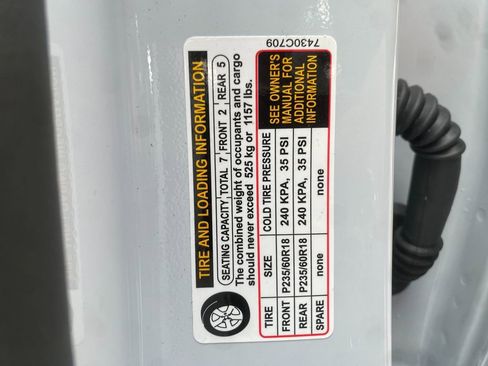 7430C709
TIRE AND LOADING INFORMATION
SEATING CAPACITY TOTAL 7 FRONT 2 REAR 5
The combined weight of occupants and cargo
should never exceed 525 kg or 1157 lbs.
TIRE SIZE COLD TIRE PRESSURE
FRONT P235/60R18 240 KPA, 35 PSI
REAR P235/60R18 240 KPA, 35 PSI
SPARE none none
SEE OWNER'S
MANUAL FOR
ADDITIONAL
INFORMATION